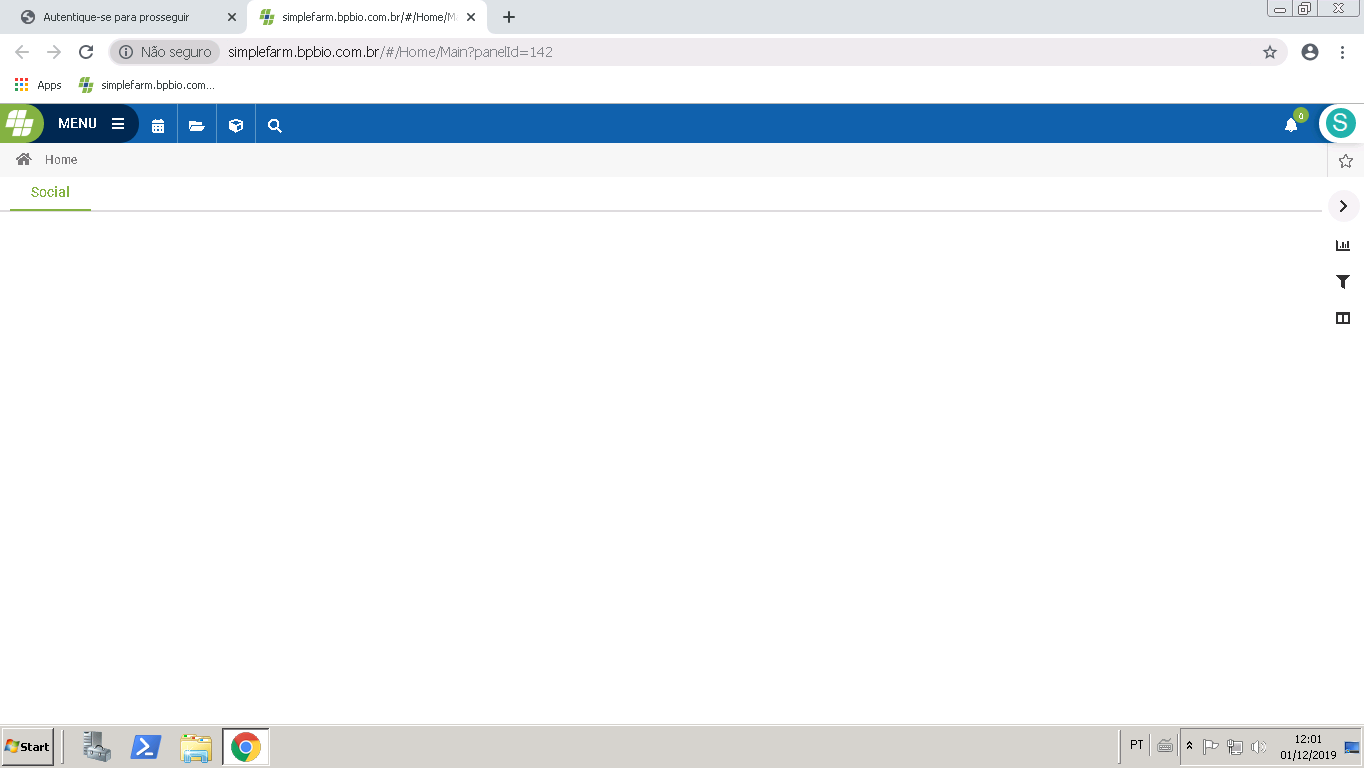 Autentique-se para prosseguir
simplefarm.bpbio.com.br/#/Home/M
Não seguro
simplefarm.bpbio.com.br/#/Home/Main?panelId=142
Apps
simplefarm.bpbio.com...
MENU
0
S
Home
Social
Start
PT
12:01
01/12/2019